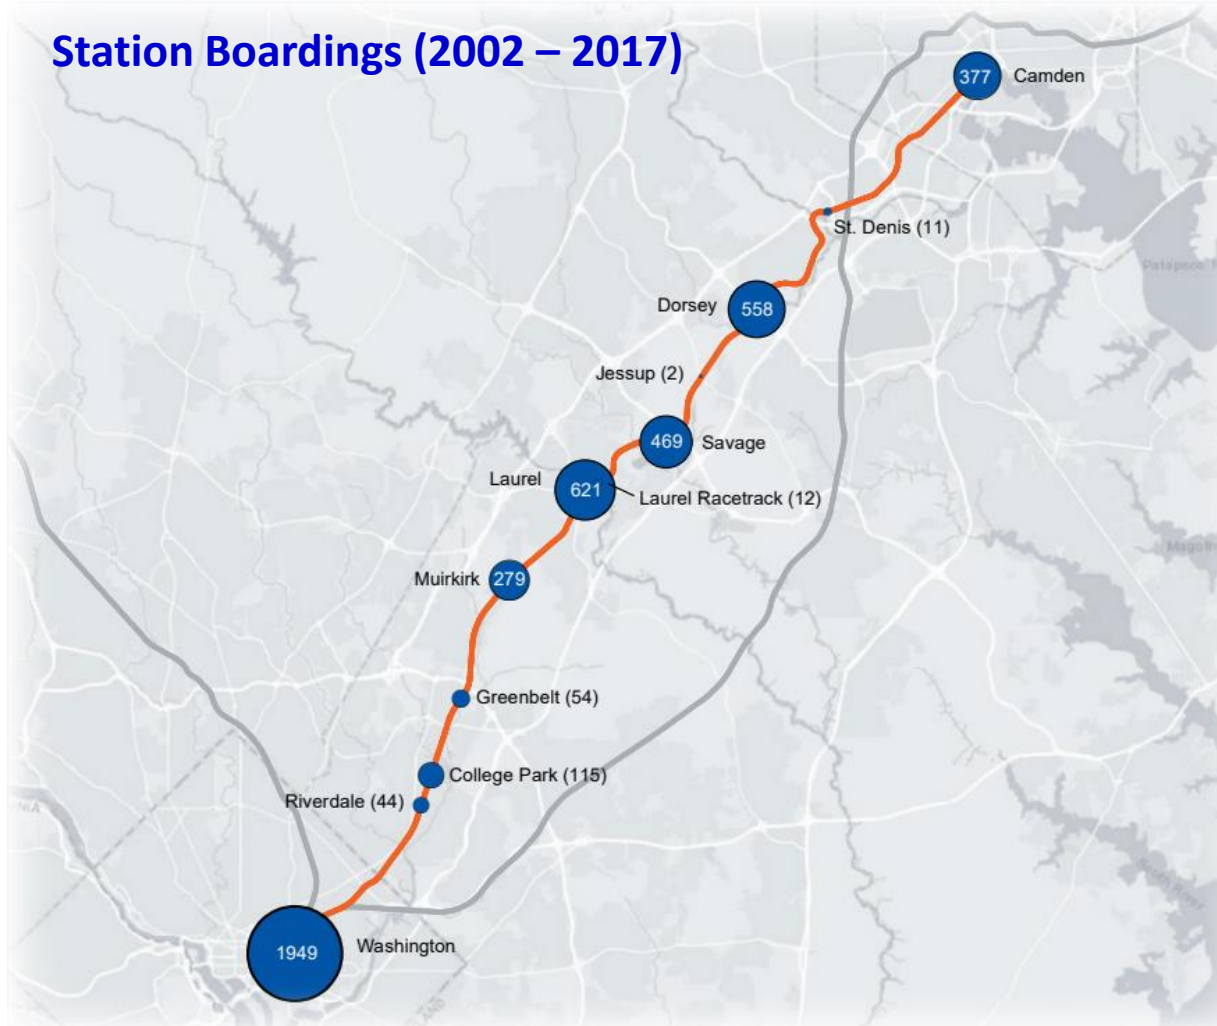 Station Boardings (2002 – 2017)
377 Camden
St. Denis (11)
Dorsey 558
Jessup (2)
469 Savage
Laurel 621
Laurel Racetrack (12)
Muirkirk 279
Greenbelt (54)
College Park (115)
Riverdale (44)
1949 Washington